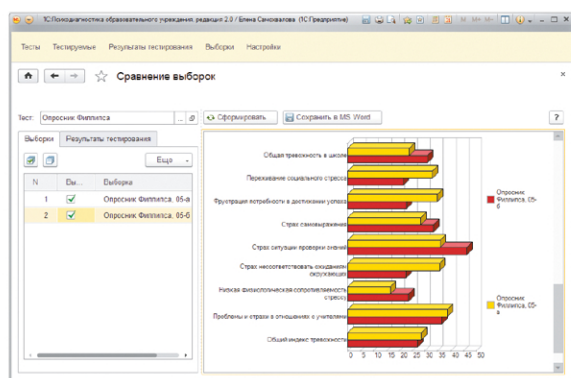 1С:Психодиагностика образовательного учреждения, редакция 2.0 / Елена Самохвалова (1С:Предприятие)
M M+ M-
Тесты Тестируемые Результаты тестирования Выборки Настройки
Сравнение выборок
Тест: Опросник Филлипса ... Сформировать Сохранить в MS Word ?
Выборки Результаты тестирования
Еще
N Вы... Выборка
1 Опросник Филлипса, 05-а
2 Опросник Филлипса, 05-б
Общая тревожность в школе
Переживание социального стресса
Фрустрация потребности в достижении успеха
Страх самовыражения
Страх ситуации проверки знаний
Страх несоответствовать ожиданиям
окружающих
Низкая физиологическая сопротивляемость
стрессу
Проблемы и страхи в отношениях с учителями
Общий индекс тревожности
0 5 10 15 20 25 30 35 40 45 50
Опросник
Филлипса, 05-
б
Опросник
Филлипса, 05-
а